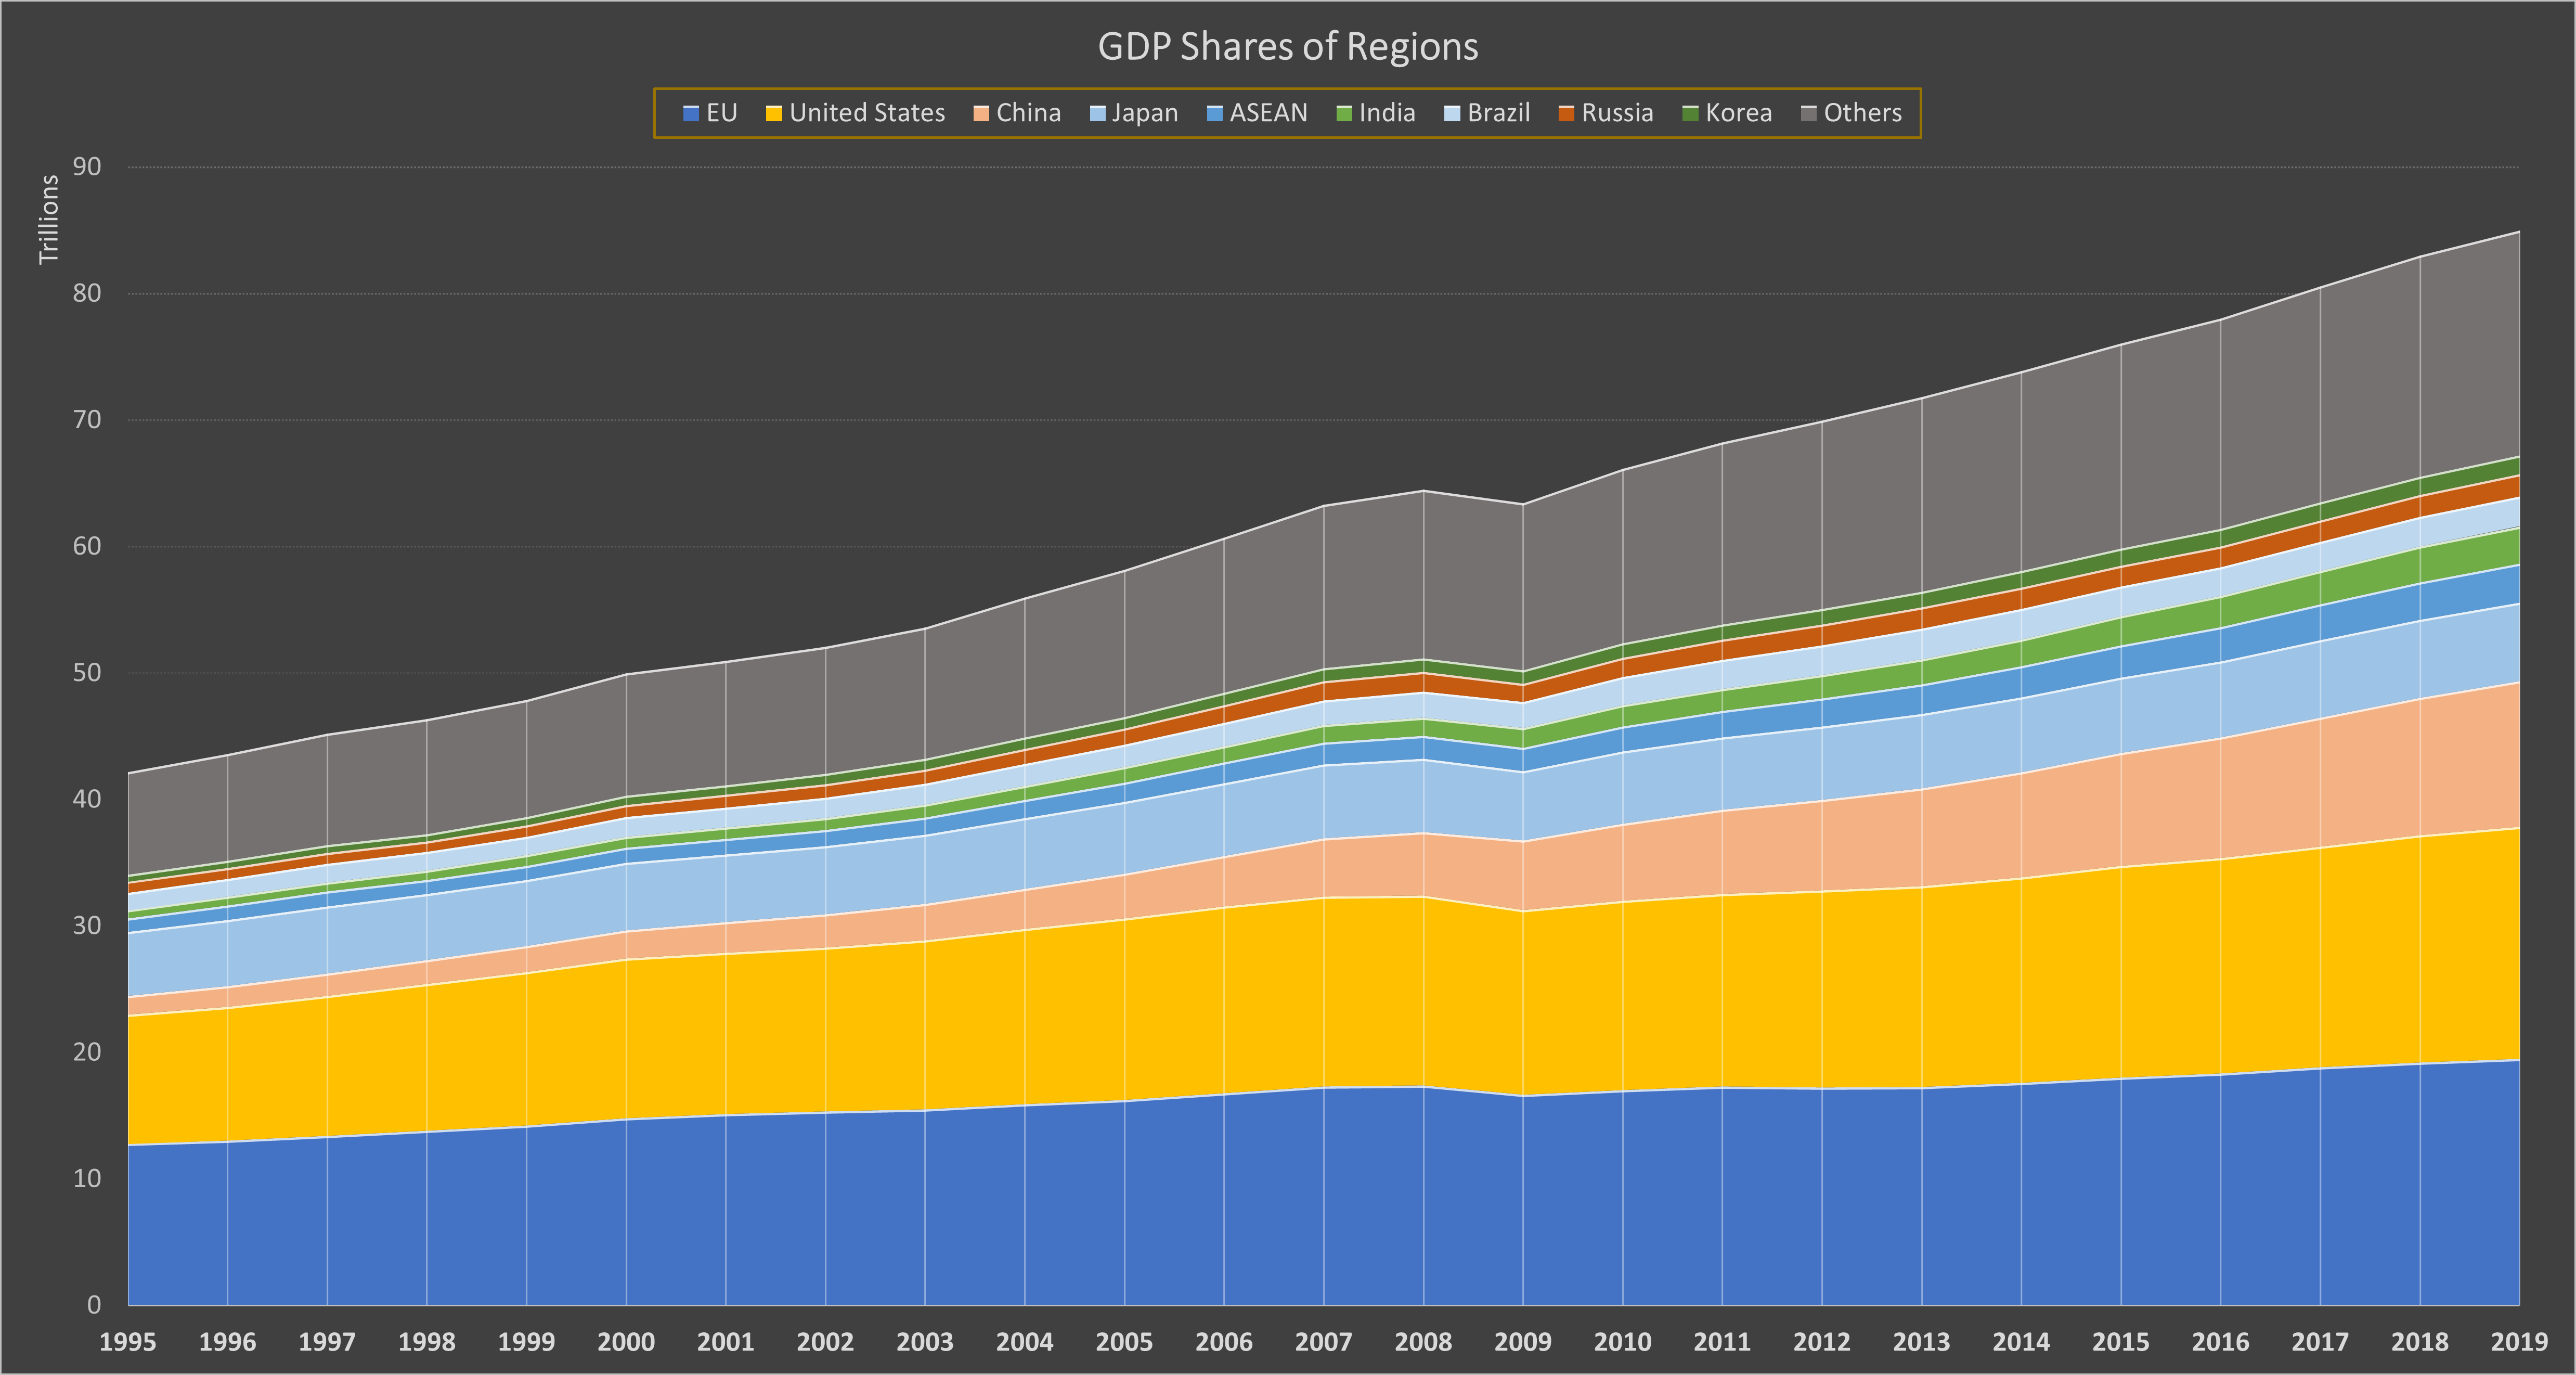 GDP Shares of Regions
EU United States China Japan ASEAN India Brazil Russia Korea Others
Trillions
90
80
70
60
50
40
30
20
10
0
1995 1996 1997 1998 1999 2000 2001 2002 2003 2004 2005 2006 2007 2008 2009 2010 2011 2012 2013 2014 2015 2016 2017 2018 2019